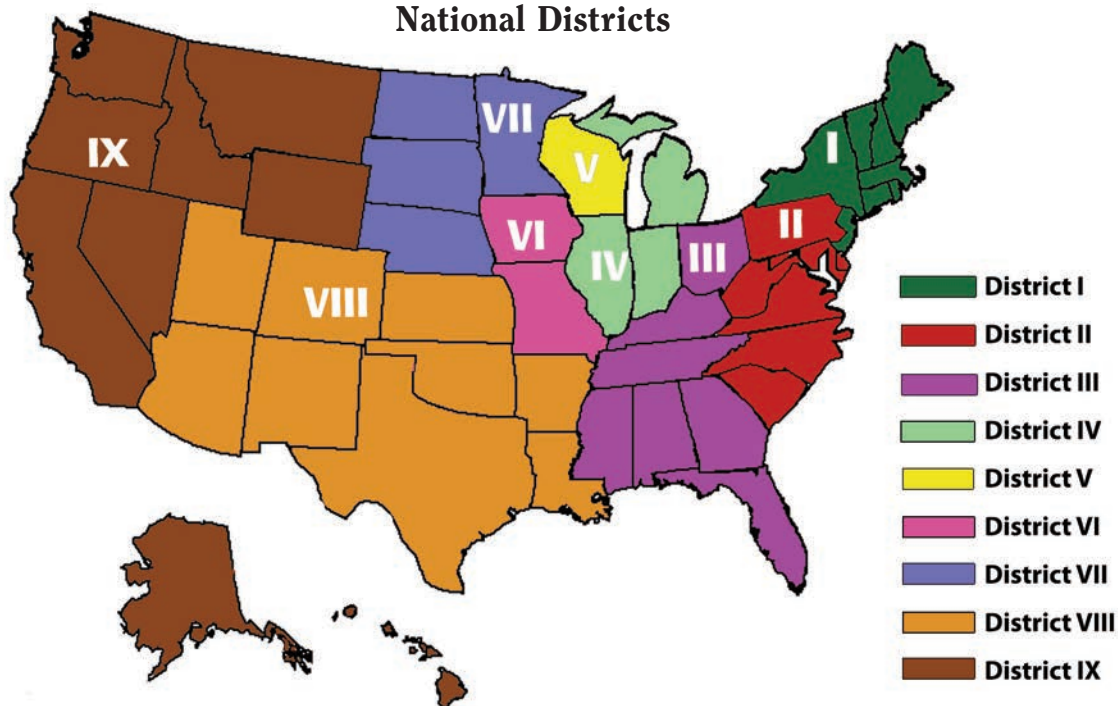 National Districts
I
VII
IX
V
II
VI
III
IV
VIII
District I
District II
District III
District IV
District V
District VI
District VII
District VIII
District IX